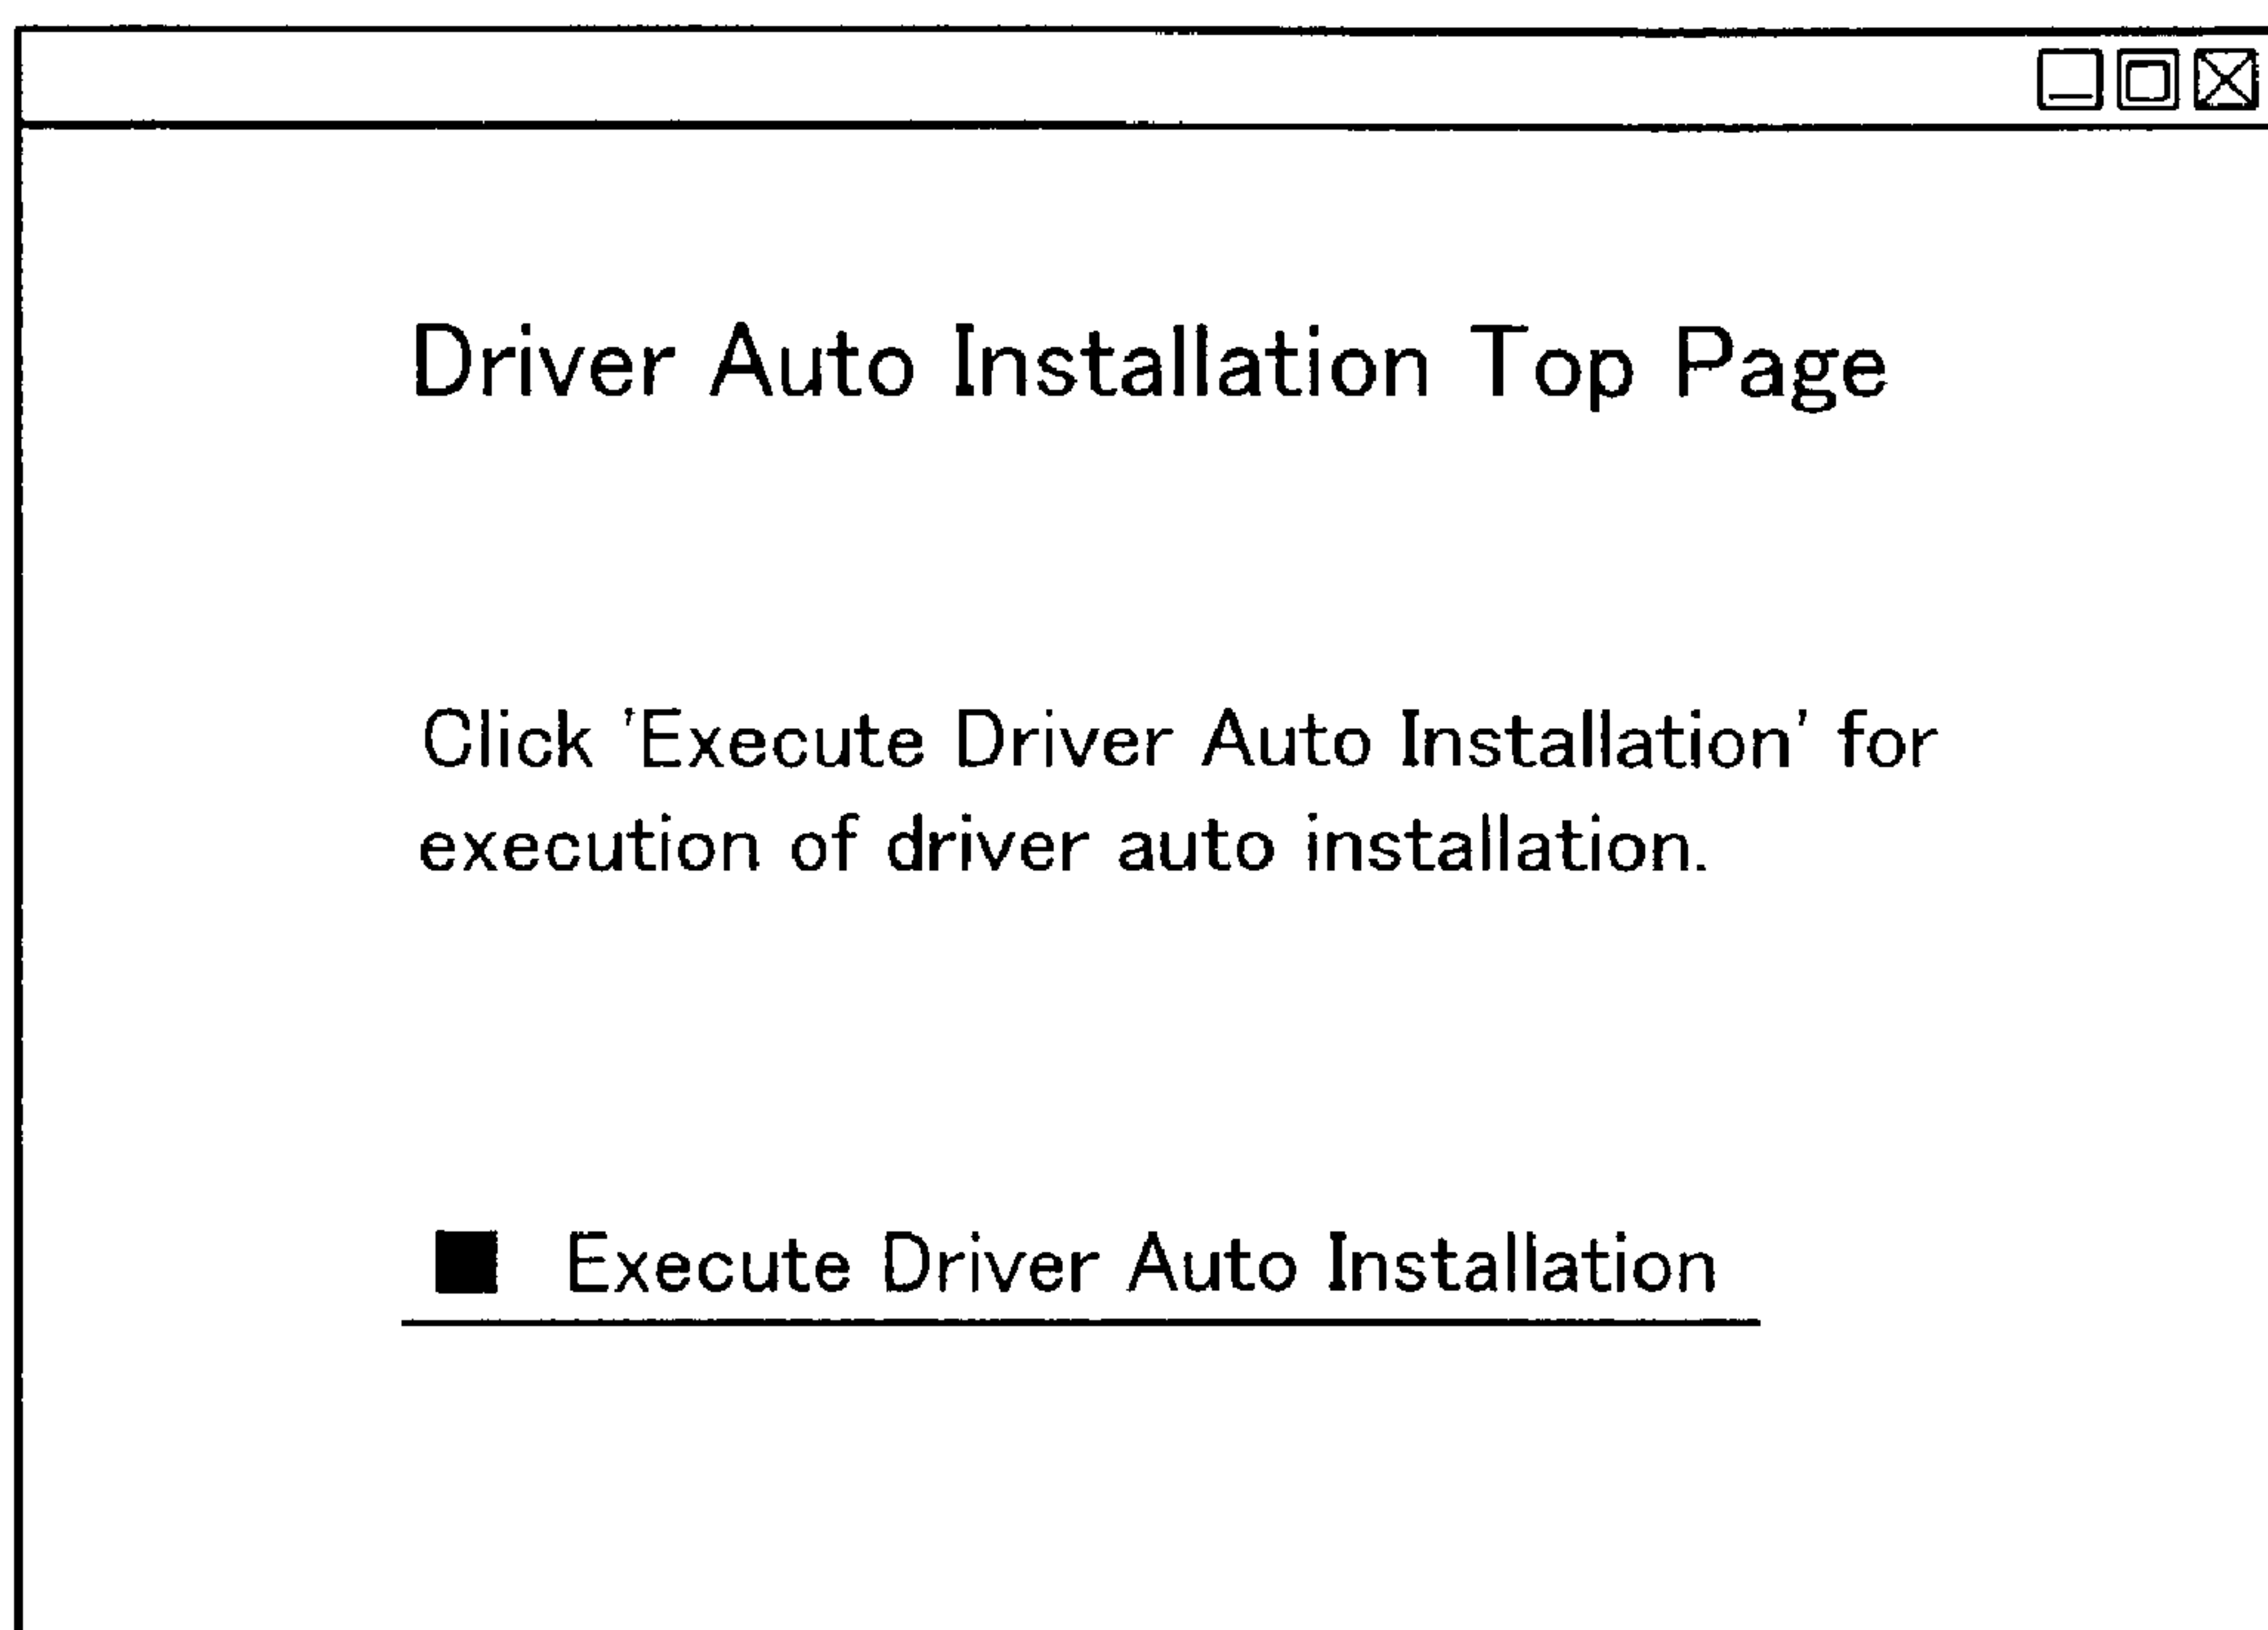 Driver Auto Installation Top Page
Click 'Execute Driver Auto Installation' for
execution of driver auto installation.
■ Execute Driver Auto Installation